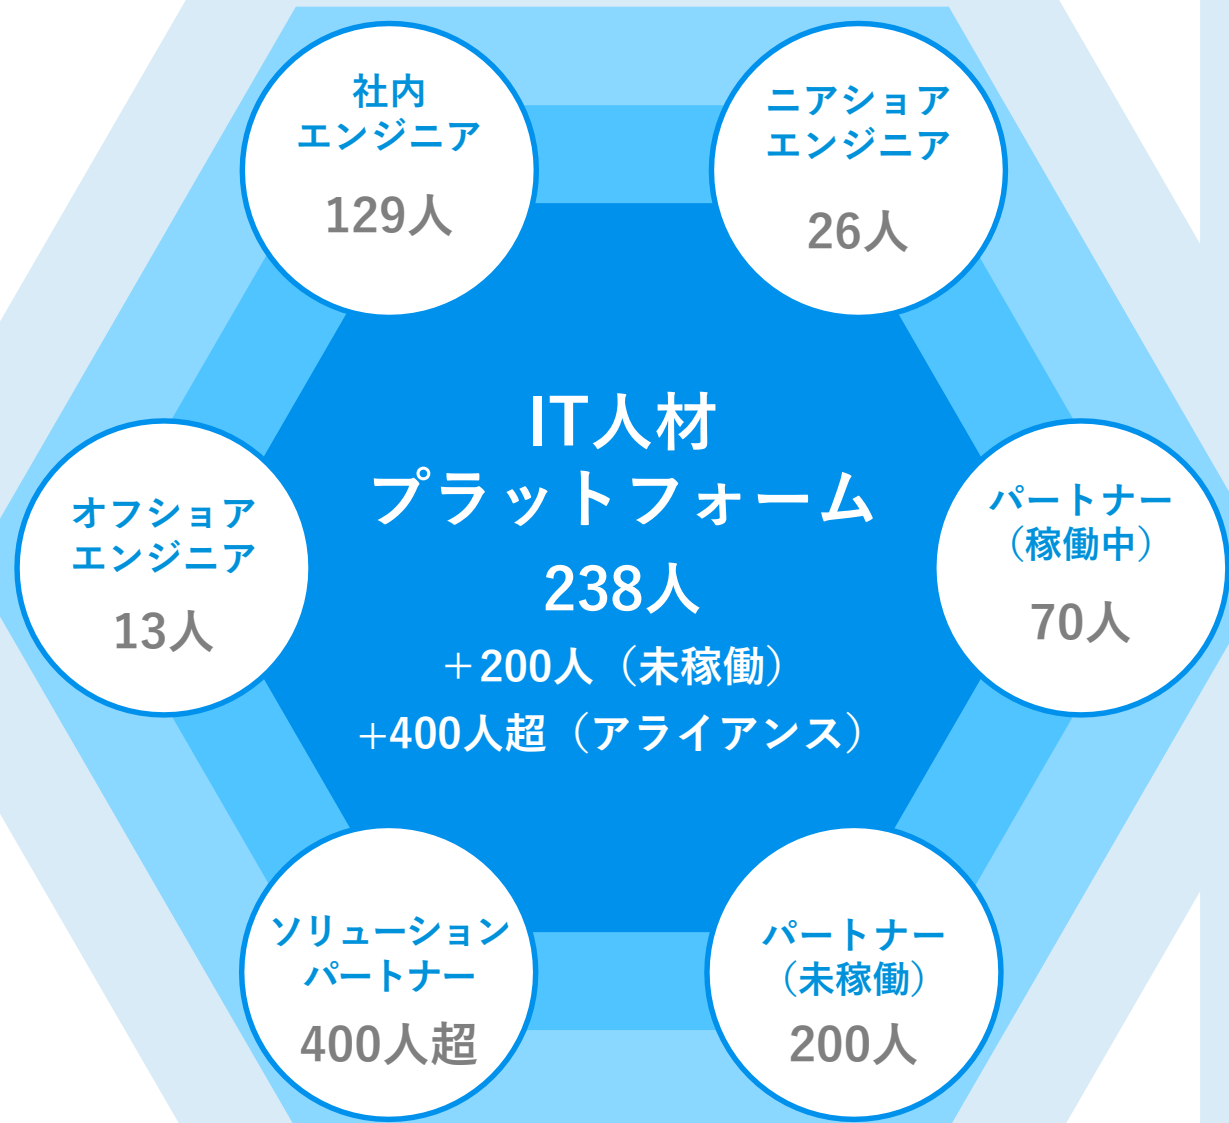 社内
エンジニア
129人
ニアショア
エンジニア
26人
IT人材
プラットフォーム
238人
＋200人（未稼働）
+400人超（アライアンス）
オフショア
エンジニア
13人
パートナー
（稼働中）
70人
ソリューション
パートナー
400人超
パートナー
（未稼働）
200人